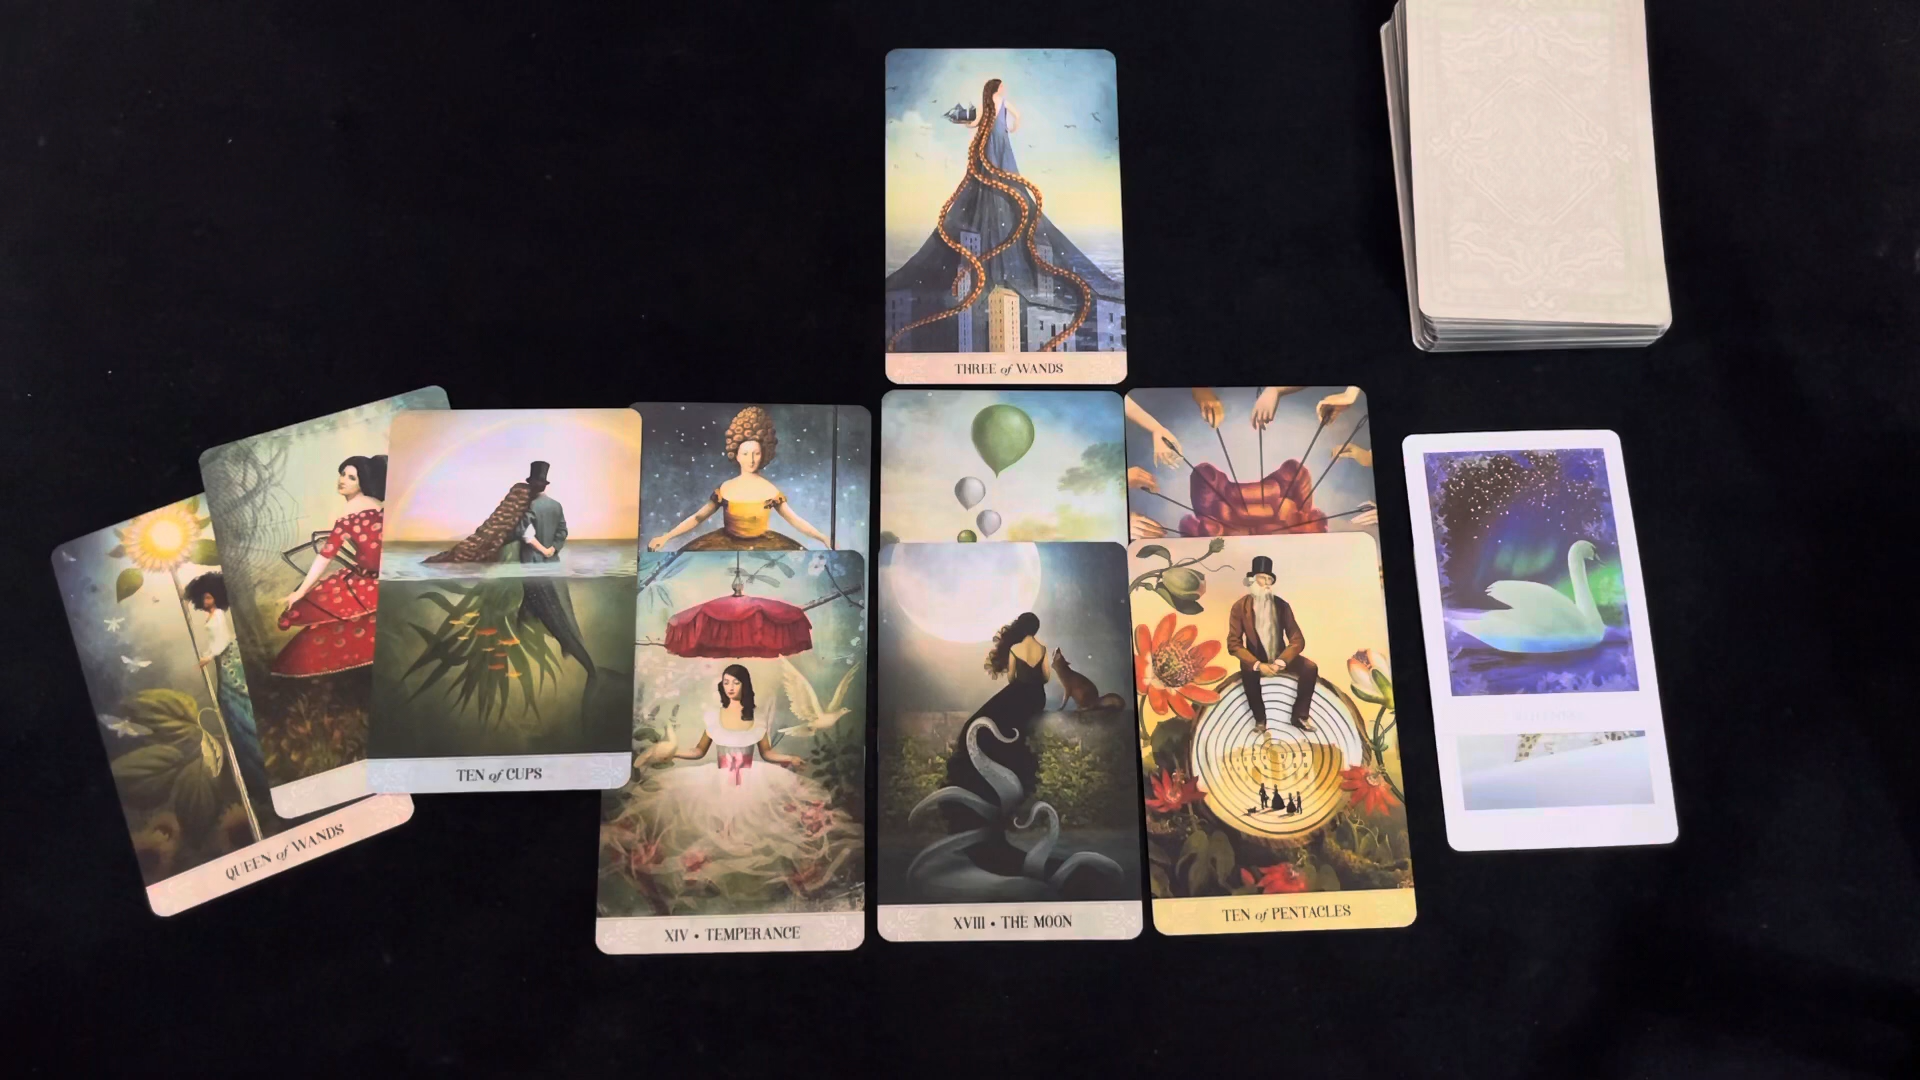 THREE of WANDS
TEN of CUPS
QUEEN of WANDS
XIV • TEMPERANCE
XVIII • THE MOON
TEN of PENTACLES